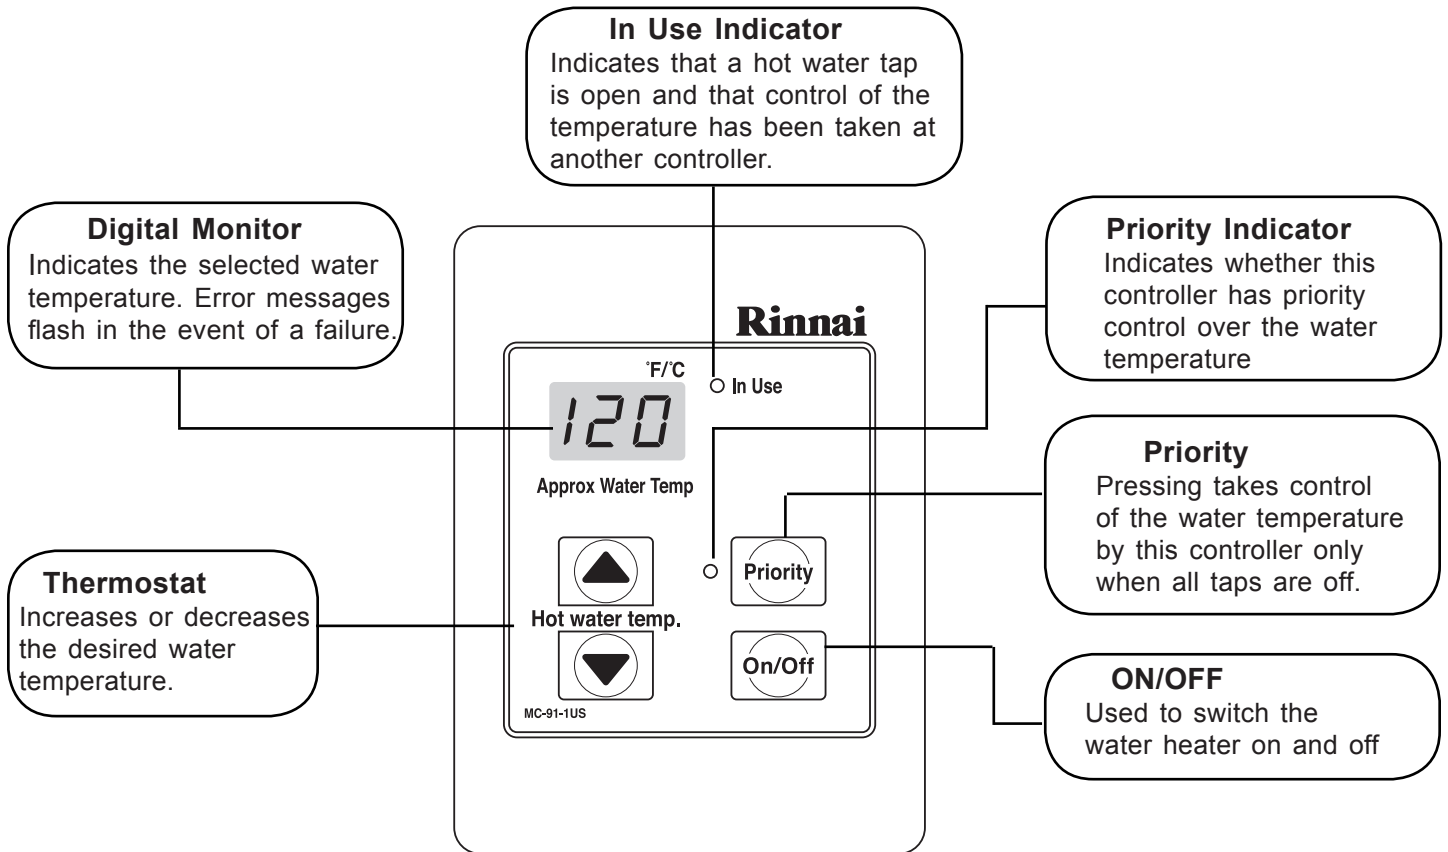 In Use Indicator
Indicates that a hot water tap
is open and that control of the
temperature has been taken at
another controller.
Digital Monitor
Indicates the selected water
temperature. Error messages
flash in the event of a failure.
Priority Indicator
Indicates whether this
controller has priority
control over the water
temperature
Rinnai
°F/°C
In Use
120
Approx Water Temp
Priority
Pressing takes control
of the water temperature
by this controller only
when all taps are off.
Thermostat
Increases or decreases
the desired water
temperature.
Priority
Hot water temp.
On/Off
MC-91-1US
ON/OFF
Used to switch the
water heater on and off